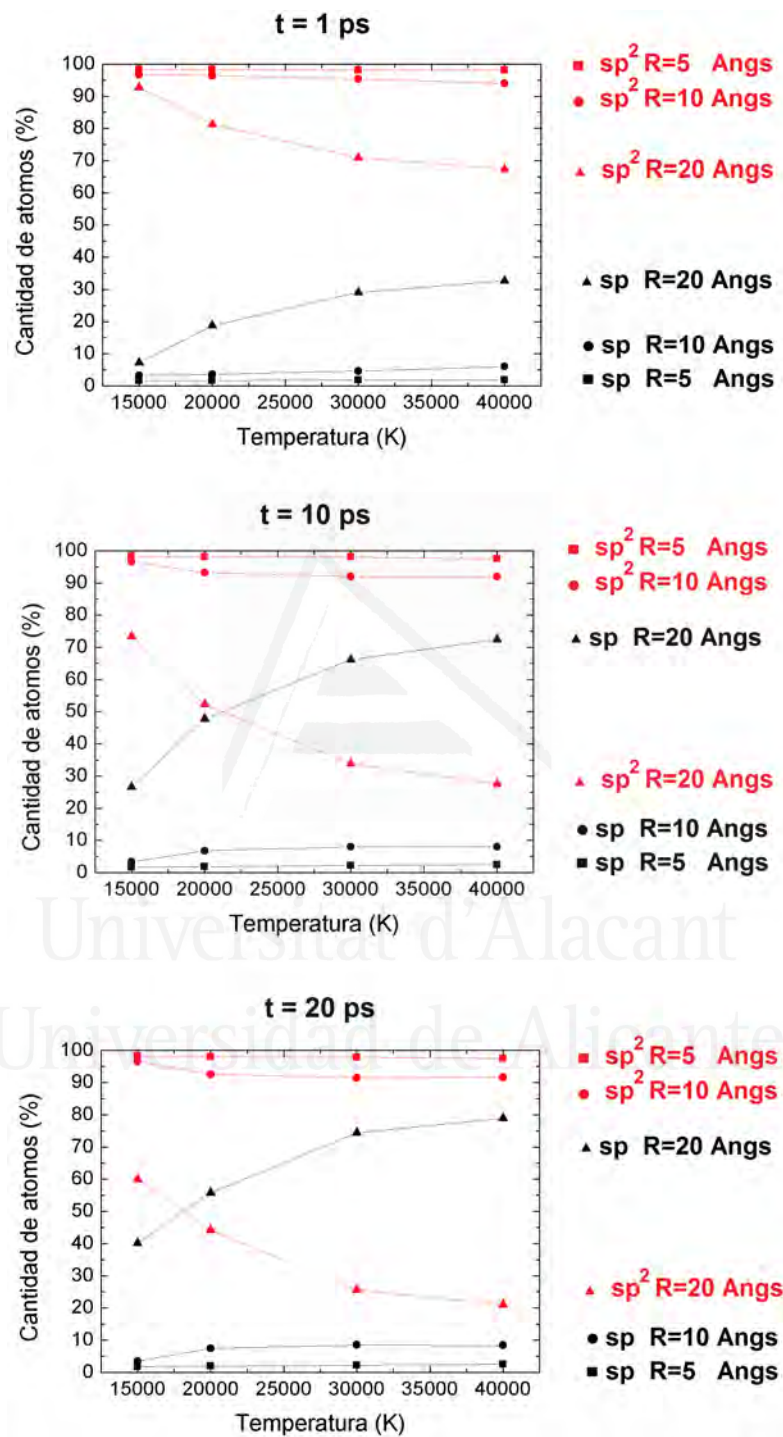 t = 1 ps
Cantidad de atomos (%)
100
90
80
70
60
50
40
30
20
10
0
15000 20000 25000 30000 35000 40000
Temperatura (K)
sp² R=5 Angs
sp² R=10 Angs
sp² R=20 Angs
sp R=20 Angs
sp R=10 Angs
sp R=5 Angs
t = 10 ps
Cantidad de atomos (%)
100
90
80
70
60
50
40
30
20
10
0
15000 20000 25000 30000 35000 40000
Temperatura (K)
sp² R=5 Angs
sp² R=10 Angs
sp R=20 Angs
sp² R=20 Angs
sp R=10 Angs
sp R=5 Angs
Universitat d'Alacant
Universidad de Alicante
t = 20 ps
Cantidad de atomos (%)
100
90
80
70
60
50
40
30
20
10
0
15000 20000 25000 30000 35000 40000
Temperatura (K)
sp² R=5 Angs
sp² R=10 Angs
sp R=20 Angs
sp² R=20 Angs
sp R=10 Angs
sp R=5 Angs